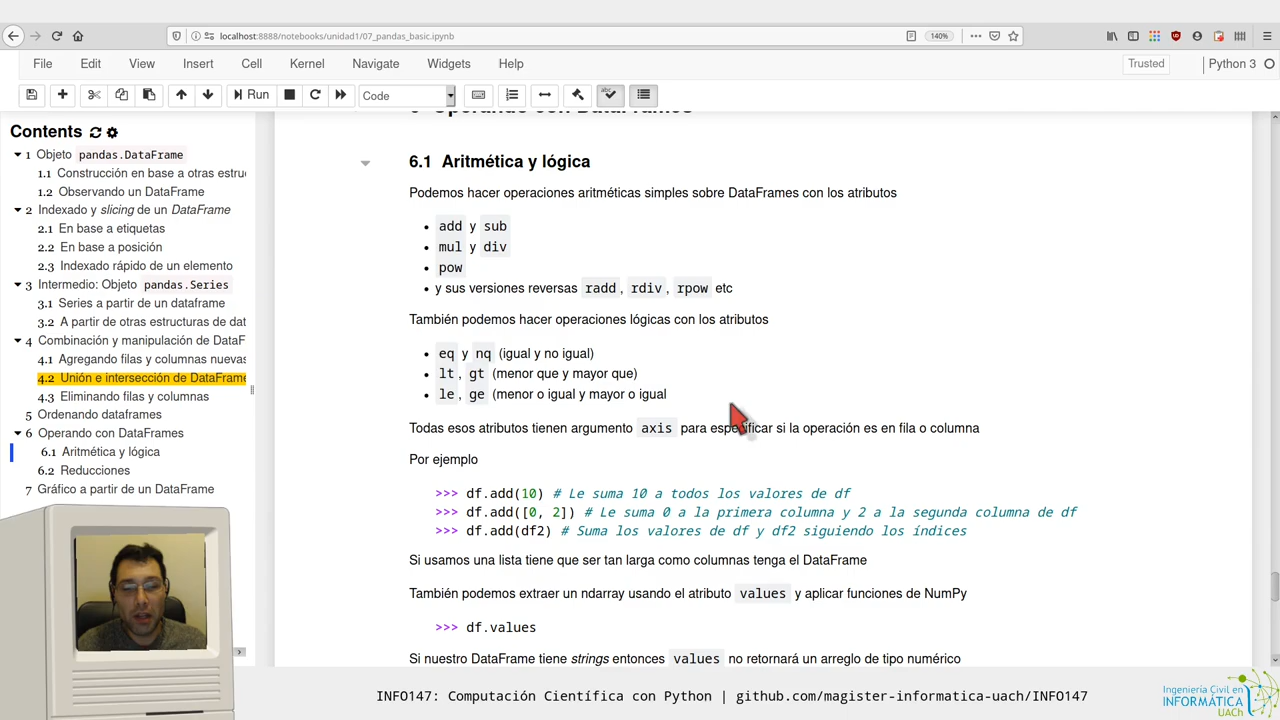 localhost:8888/notebooks/unidad1/07_pandas_basic.ipynb
140%
File Edit View Insert Cell Kernel Navigate Widgets Help
Trusted
Python 3
Run
Code
Contents
1 Objeto pandas.DataFrame
1.1 Construcción en base a otras estru
1.2 Observando un DataFrame
2 Indexado y slicing de un DataFrame
2.1 En base a etiquetas
2.2 En base a posición
2.3 Indexado rápido de un elemento
3 Intermedio: Objeto pandas.Series
3.1 Series a partir de un dataframe
3.2 A partir de otras estructuras de dat
4 Combinación y manipulación de DataF
4.1 Agregando filas y columnas nuevas
4.2 Unión e intersección de DataFrame
4.3 Eliminando filas y columnas
5 Ordenando dataframes
6 Operando con DataFrames
6.1 Aritmética y lógica
6.2 Reducciones
7 Gráfico a partir de un DataFrame
6 Operando con DataFrames
6.1 Aritmética y lógica
Podemos hacer operaciones aritméticas simples sobre DataFrames con los atributos
• add y sub
• mul y div
• pow
• y sus versiones reversas radd, rdiv, rpow etc
También podemos hacer operaciones lógicas con los atributos
• eq y nq (igual y no igual)
• lt, gt (menor que y mayor que)
• le, ge (menor o igual y mayor o igual
Todas esos atributos tienen argumento axis para especificar si la operación es en fila o columna
Por ejemplo
>>> df.add(10) # Le suma 10 a todos los valores de df
>>> df.add([0, 2]) # Le suma 0 a la primera columna y 2 a la segunda columna de df
>>> df.add(df2) # Suma los valores de df y df2 siguiendo los índices
Si usamos una lista tiene que ser tan larga como columnas tenga el DataFrame
También podemos extraer un ndarray usando el atributo values y aplicar funciones de NumPy
>>> df.values
Si nuestro DataFrame tiene strings entonces values no retornará un arreglo de tipo numérico
INFO147: Computación Científica con Python | github.com/magister-informatica-uach/INFO147
Ingeniería Civil en
INFORMÁTICA
UACh